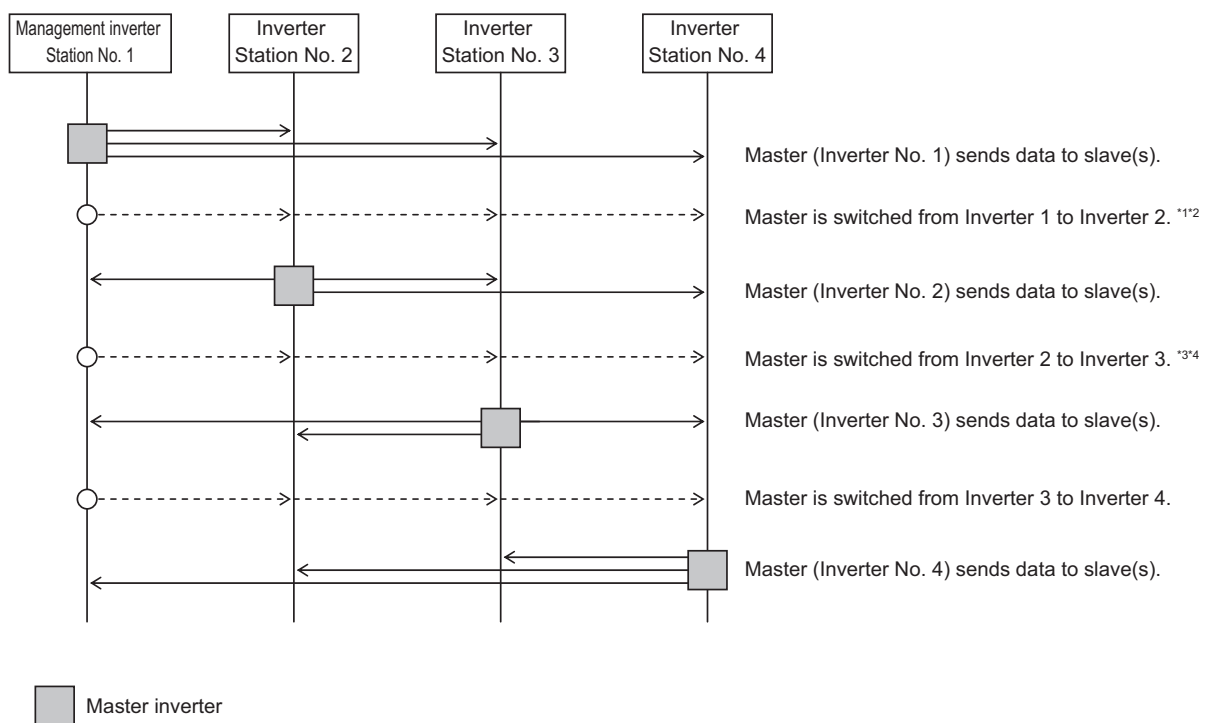 Management inverter
Station No. 1
Inverter
Station No. 2
Inverter
Station No. 3
Inverter
Station No. 4
Master (Inverter No. 1) sends data to slave(s).
Master is switched from Inverter 1 to Inverter 2. *1*2
Master (Inverter No. 2) sends data to slave(s).
Master is switched from Inverter 2 to Inverter 3. *3*4
Master (Inverter No. 3) sends data to slave(s).
Master is switched from Inverter 3 to Inverter 4.
Master (Inverter No. 4) sends data to slave(s).
Master inverter